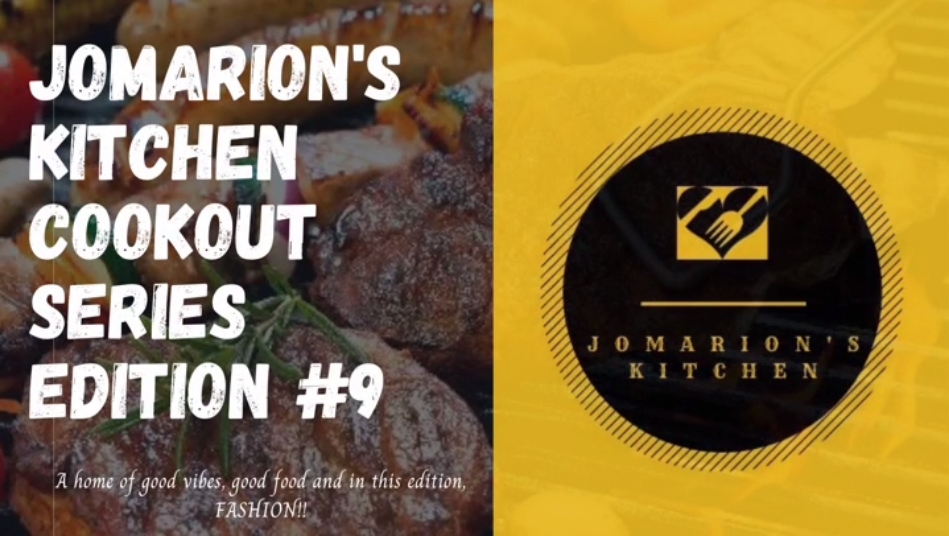 JOMARION'S
KITCHEN
COOKOUT
SERIES
EDITION #9
A home of good vibes, good food and in this edition,
FASHION!!
JOMARION'S
KITCHEN